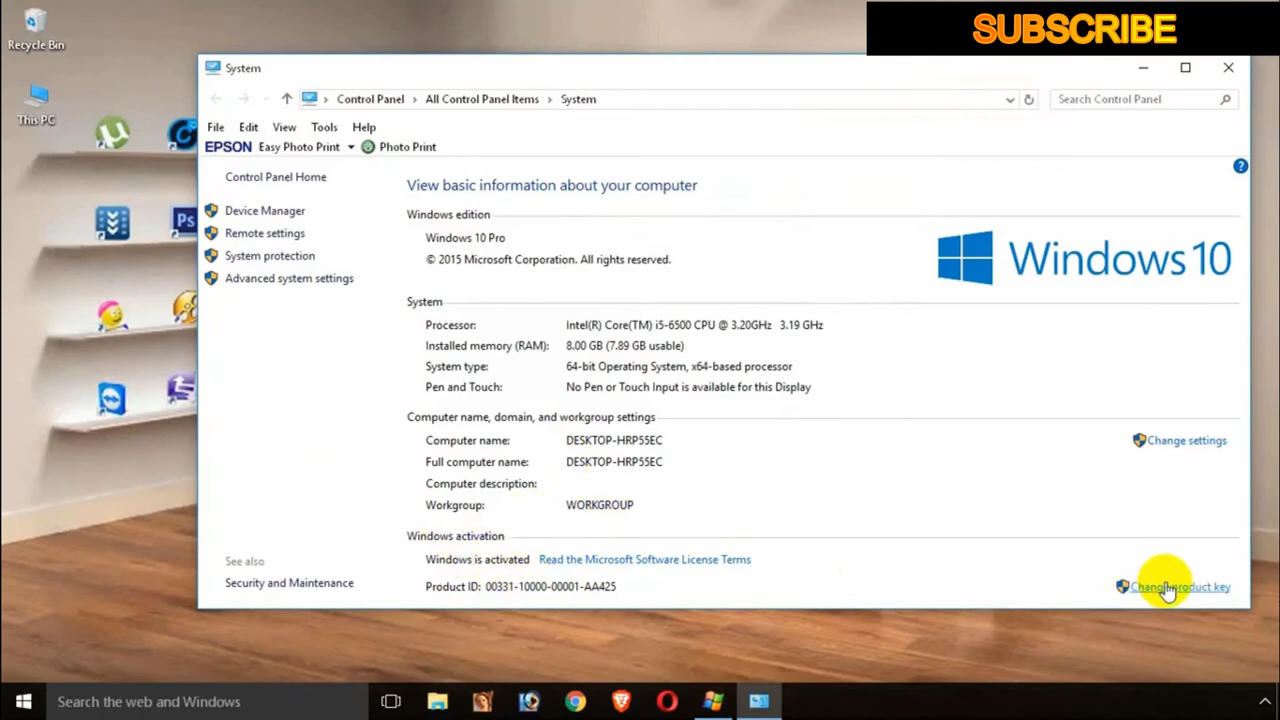 SUBSCRIBE
Recycle Bin
This PC
Ps
System
Control Panel > All Control Panel Items > System
Search Control Panel
File Edit View Tools Help
EPSON Easy Photo Print Photo Print
Control Panel Home
Device Manager
Remote settings
System protection
Advanced system settings
See also
Security and Maintenance
View basic information about your computer
Windows edition
Windows 10 Pro
© 2015 Microsoft Corporation. All rights reserved.
Windows 10
System
Processor: Intel(R) Core(TM) i5-6500 CPU @ 3.20GHz 3.19 GHz
Installed memory (RAM): 8.00 GB (7.89 GB usable)
System type: 64-bit Operating System, x64-based processor
Pen and Touch: No Pen or Touch Input is available for this Display
Computer name, domain, and workgroup settings
Computer name: DESKTOP-HRP55EC
Change settings
Full computer name: DESKTOP-HRP55EC
Computer description:
Workgroup: WORKGROUP
Windows activation
Windows is activated Read the Microsoft Software License Terms
Product ID: 00331-10000-00001-AA425
Change product key
Search the web and Windows